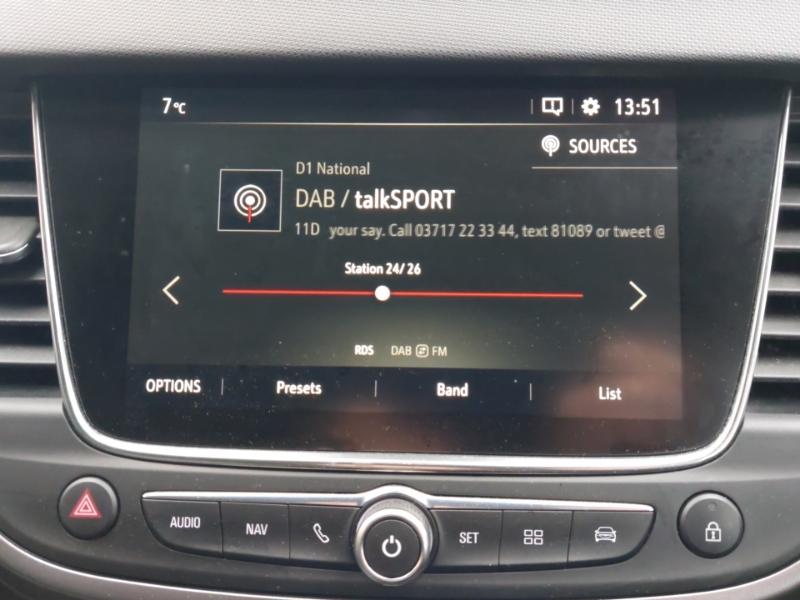 7°C 13:51
SOURCES
D1 National
DAB / talkSPORT
11D your say. Call 03717 22 33 44, text 81089 or tweet @
Station 24/26
RDS DAB FM
OPTIONS Presets Band List
AUDIO NAV SET